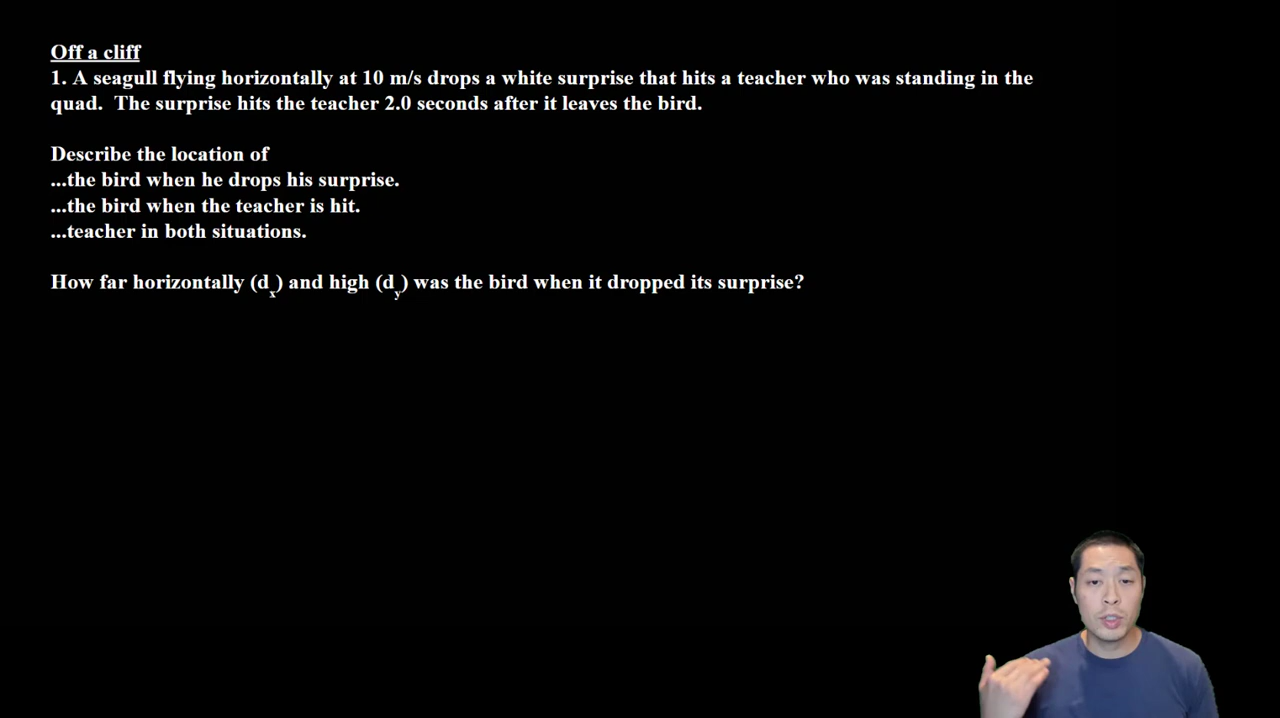 Off a cliff
1. A seagull flying horizontally at 10 m/s drops a white surprise that hits a teacher who was standing in the
quad. The surprise hits the teacher 2.0 seconds after it leaves the bird.
Describe the location of
...the bird when he drops his surprise.
...the bird when the teacher is hit.
...teacher in both situations.
How far horizontally (dx) and high (dy) was the bird when it dropped its surprise?